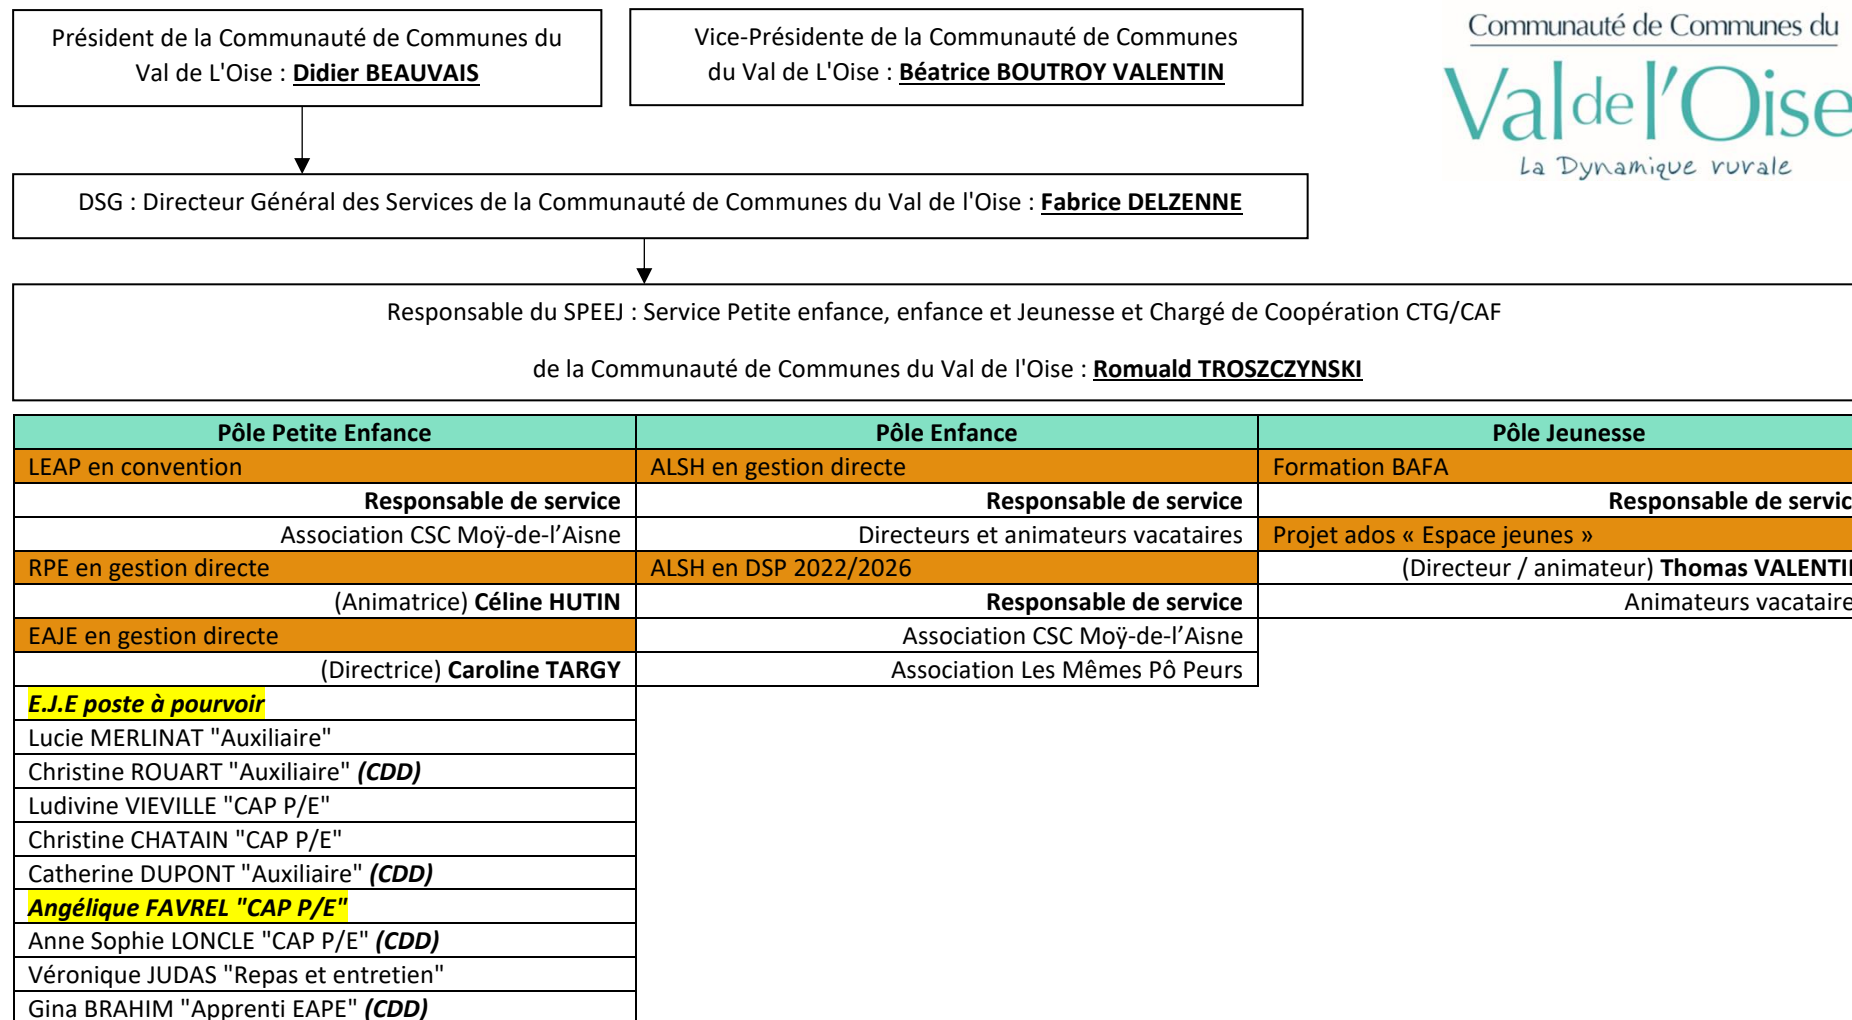 Président de la Communauté de Communes du
Val de L'Oise : Didier BEAUVAIS
Vice-Présidente de la Communauté de Communes
du Val de L'Oise : Béatrice BOUTROY VALENTIN
Communauté de Communes du
Val de l'Oise
La Dynamique rurale
DSG : Directeur Général des Services de la Communauté de Communes du Val de l'Oise : Fabrice DELZENNE
Responsable du SPEEJ : Service Petite enfance, enfance et Jeunesse et Chargé de Coopération CTG/CAF
de la Communauté de Communes du Val de l'Oise : Romuald TROSZCZYNSKI
Pôle Petite Enfance
LEAP en convention
Responsable de service
Association CSC Moÿ-de-l’Aisne
RPE en gestion directe
(Animatrice) Céline HUTIN
EAJE en gestion directe
(Directrice) Caroline TARGY
E.J.E poste à pourvoir
Lucie MERLINAT "Auxiliaire"
Christine ROUART "Auxiliaire" (CDD)
Ludivine VIEVILLE "CAP P/E"
Christine CHATAIN "CAP P/E"
Catherine DUPONT "Auxiliaire" (CDD)
Angélique FAVREL "CAP P/E"
Anne Sophie LONCLE "CAP P/E" (CDD)
Véronique JUDAS "Repas et entretien"
Gina BRAHIM "Apprenti EAPE" (CDD)
Pôle Enfance
ALSH en gestion directe
Responsable de service
Directeurs et animateurs vacataires
ALSH en DSP 2022/2026
Responsable de service
Association CSC Moÿ-de-l’Aisne
Association Les Mêmes Pô Peurs
Pôle Jeunesse
Formation BAFA
Responsable de servic
Projet ados « Espace jeunes »
(Directeur / animateur) Thomas VALENTI
Animateurs vacataire